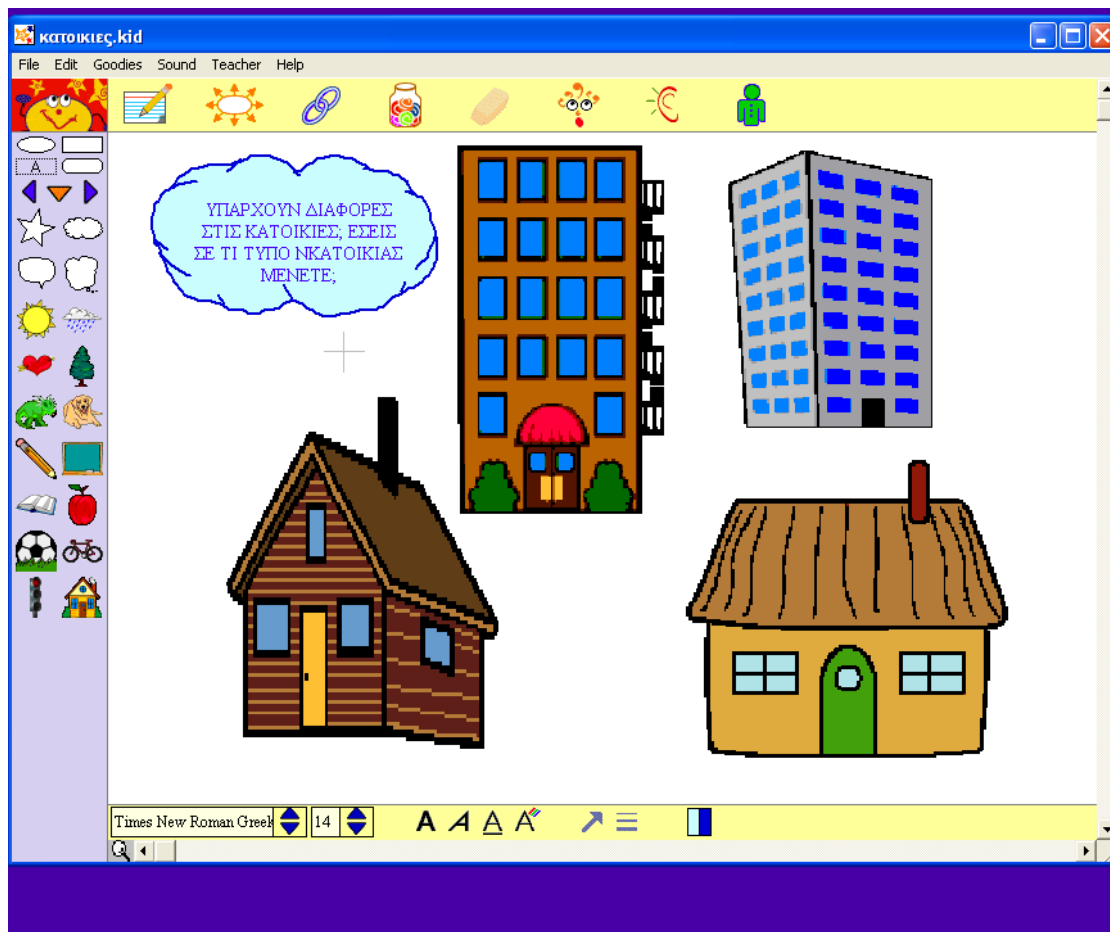 κατοικιες.kid
File Edit Goodies Sound Teacher Help
A
ΥΠΑΡΧΟΥΝ ΔΙΑΦΟΡΕΣ
ΣΤΙΣ ΚΑΤΟΙΚΙΕΣ; ΕΣΕΙΣ
ΣΕ ΤΙ ΤΥΠΟ ΝΚΑΤΟΙΚΙΑΣ
ΜΕΝΕΤΕ;
Times New Roman Greek 14 A A A A